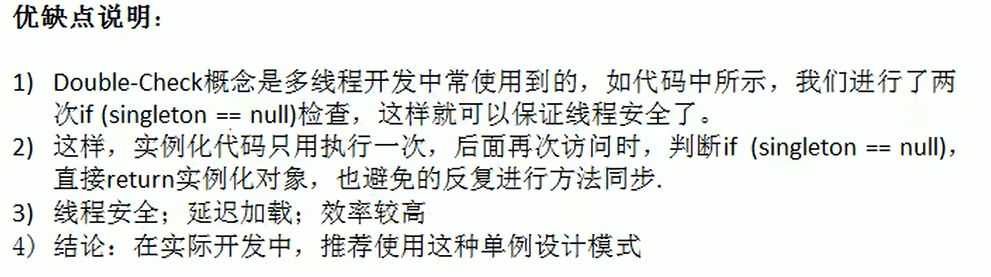 优缺点说明：
1) Double-Check概念是多线程开发中常使用到的，如代码中所示，我们进行了两
次if (singleton == null)检查，这样就可以保证线程安全了。
2) 这样，实例化代码只用执行一次，后面再次访问时，判断if (singleton == null)，
直接return实例化对象，也避免的反复进行方法同步.
3) 线程安全；延迟加载；效率较高
4) 结论：在实际开发中，推荐使用这种单例设计模式